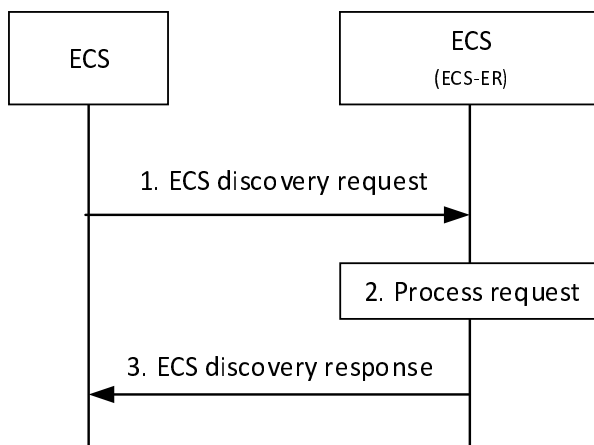 ECS
ECS
(ECS-ER)
1. ECS discovery request
2. Process request
3. ECS discovery response